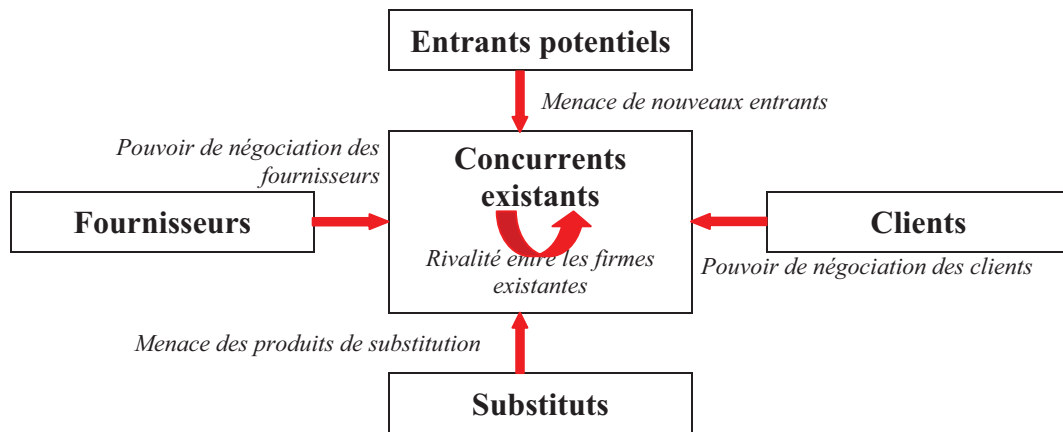 Entrants potentiels
Menace de nouveaux entrants
Pouvoir de négociation des
fournisseurs
Concurrents
existants
Fournisseurs
Clients
Rivalité entre les firmes
existantes
Pouvoir de négociation des clients
Menace des produits de substitution
Substituts